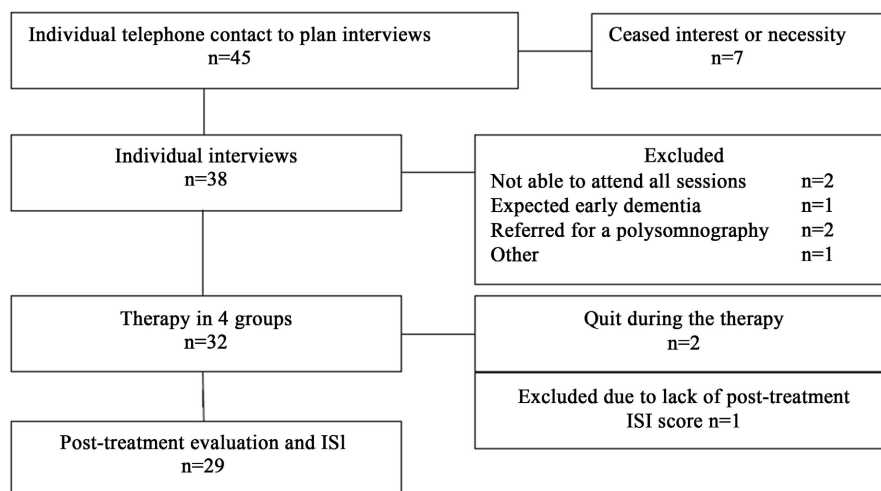 Individual telephone contact to plan interviews
n=45
Ceased interest or necessity
n=7
Individual interviews
n=38
Excluded
Not able to attend all sessions n=2
Expected early dementia n=1
Referred for a polysomnography n=2
Other n=1
Therapy in 4 groups
n=32
Quit during the therapy
n=2
Excluded due to lack of post-treatment
ISI score n=1
Post-treatment evaluation and ISl
n=29